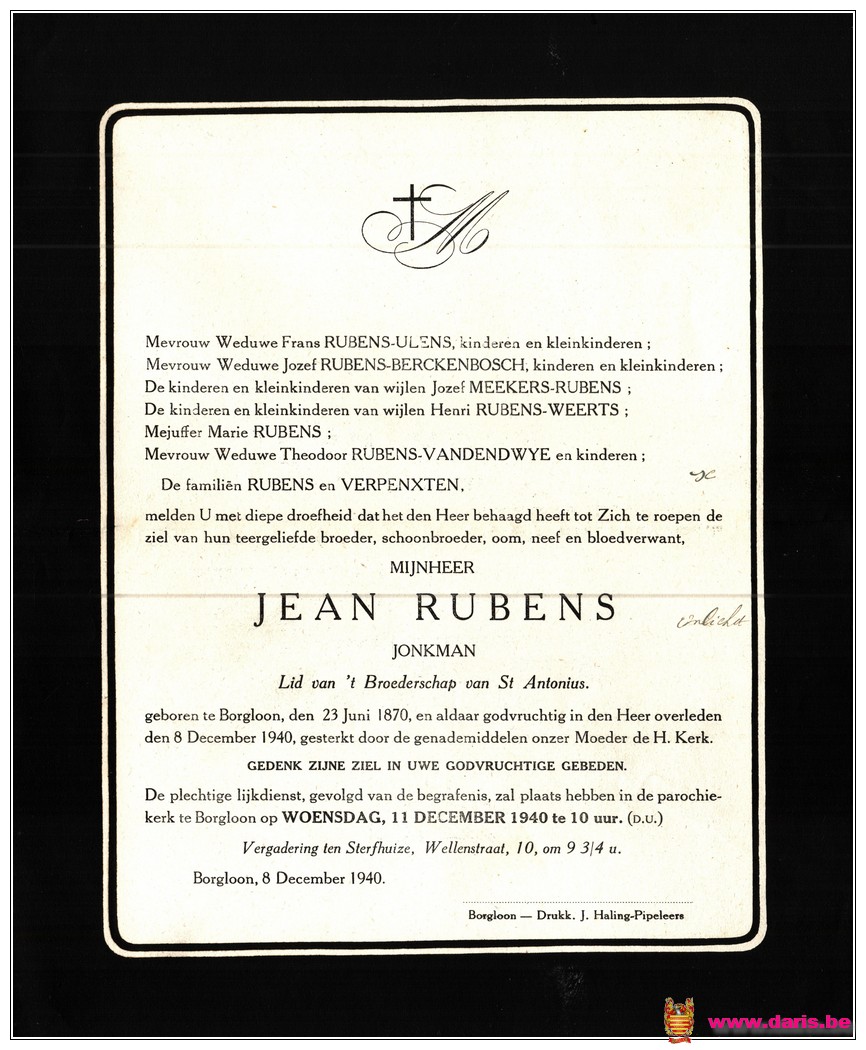 M
Mevrouw Weduwe Frans RUBENS-ULENS, kinderen en kleinkinderen ;
Mevrouw Weduwe Jozef RUBENS-BERCKENBOSCH, kinderen en kleinkinderen ;
De kinderen en kleinkinderen van wijlen Jozef MEEKERS-RUBENS ;
De kinderen en kleinkinderen van wijlen Henri RUBENS-WEERTS ;
Mejuffer Marie RUBENS ;
Mevrouw Weduwe Theodoor RUBENS-VANDENDWYE en kinderen ;
De familiën RUBENS en VERPENXTEN,
melden U met diepe droefheid dat het den Heer behaagd heeft tot Zich te roepen de
ziel van hun teergeliefde broeder, schoonbroeder, oom, neef en bloedverwant,
MIJNHEER
JEAN RUBENS
JONKMAN
Lid van 't Broederschap van St Antonius.
geboren te Borgloon, den 23 Juni 1870, en aldaar godvruchtig in den Heer overleden
den 8 December 1940, gesterkt door de genademiddelen onzer Moeder de H. Kerk.
GEDENK ZIJNE ZIEL IN UWE GODVRUCHTIGE GEBEDEN.
De plechtige lijkdienst, gevolgd van de begrafenis, zal plaats hebben in de parochie-
kerk te Borgloon op WOENSDAG, 11 DECEMBER 1940 te 10 uur. (D.U.)
Vergadering ten Sterfhuize, Wellenstraat, 10, om 9 3/4 u.
Borgloon, 8 December 1940.
Borgloon — Drukk. J. Haling-Pipeleers
www.daris.be